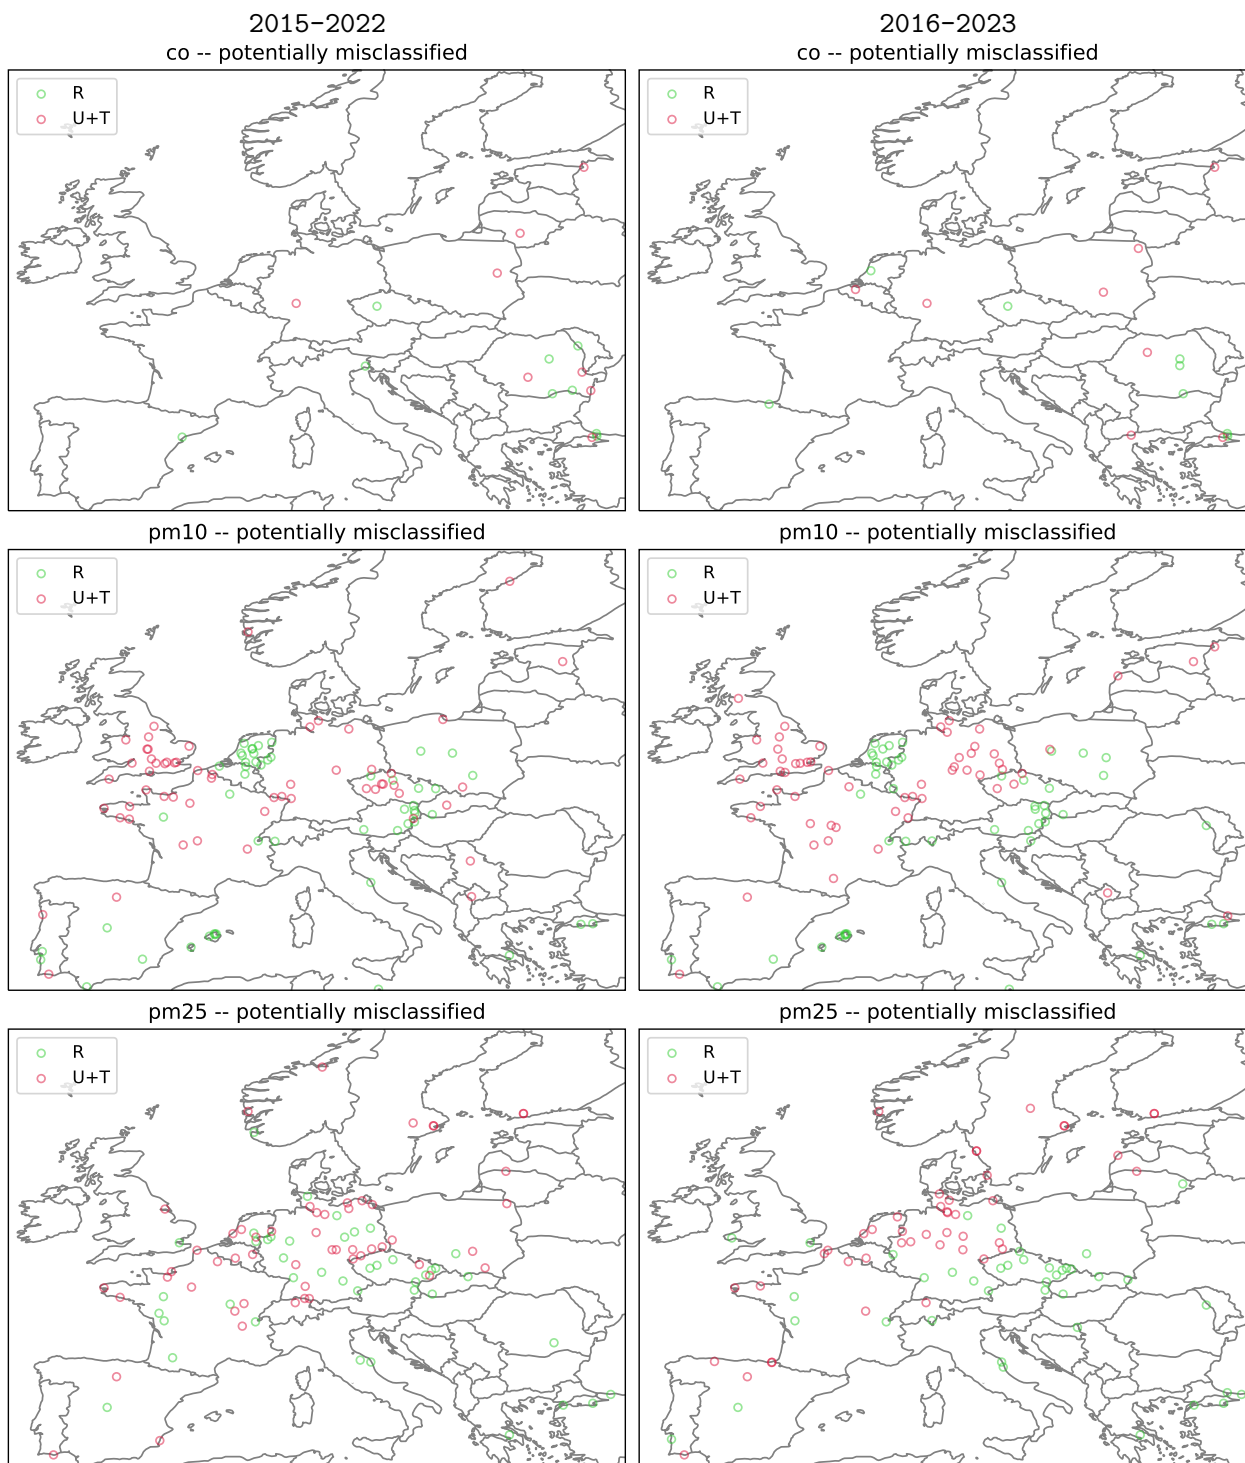 2015-2022
2016-2023
co -- potentially misclassified
co -- potentially misclassified
R
U+T
R
U+T
pm10 -- potentially misclassified
pm10 -- potentially misclassified
R
U+T
R
U+T
pm25 -- potentially misclassified
pm25 -- potentially misclassified
R
U+T
R
U+T